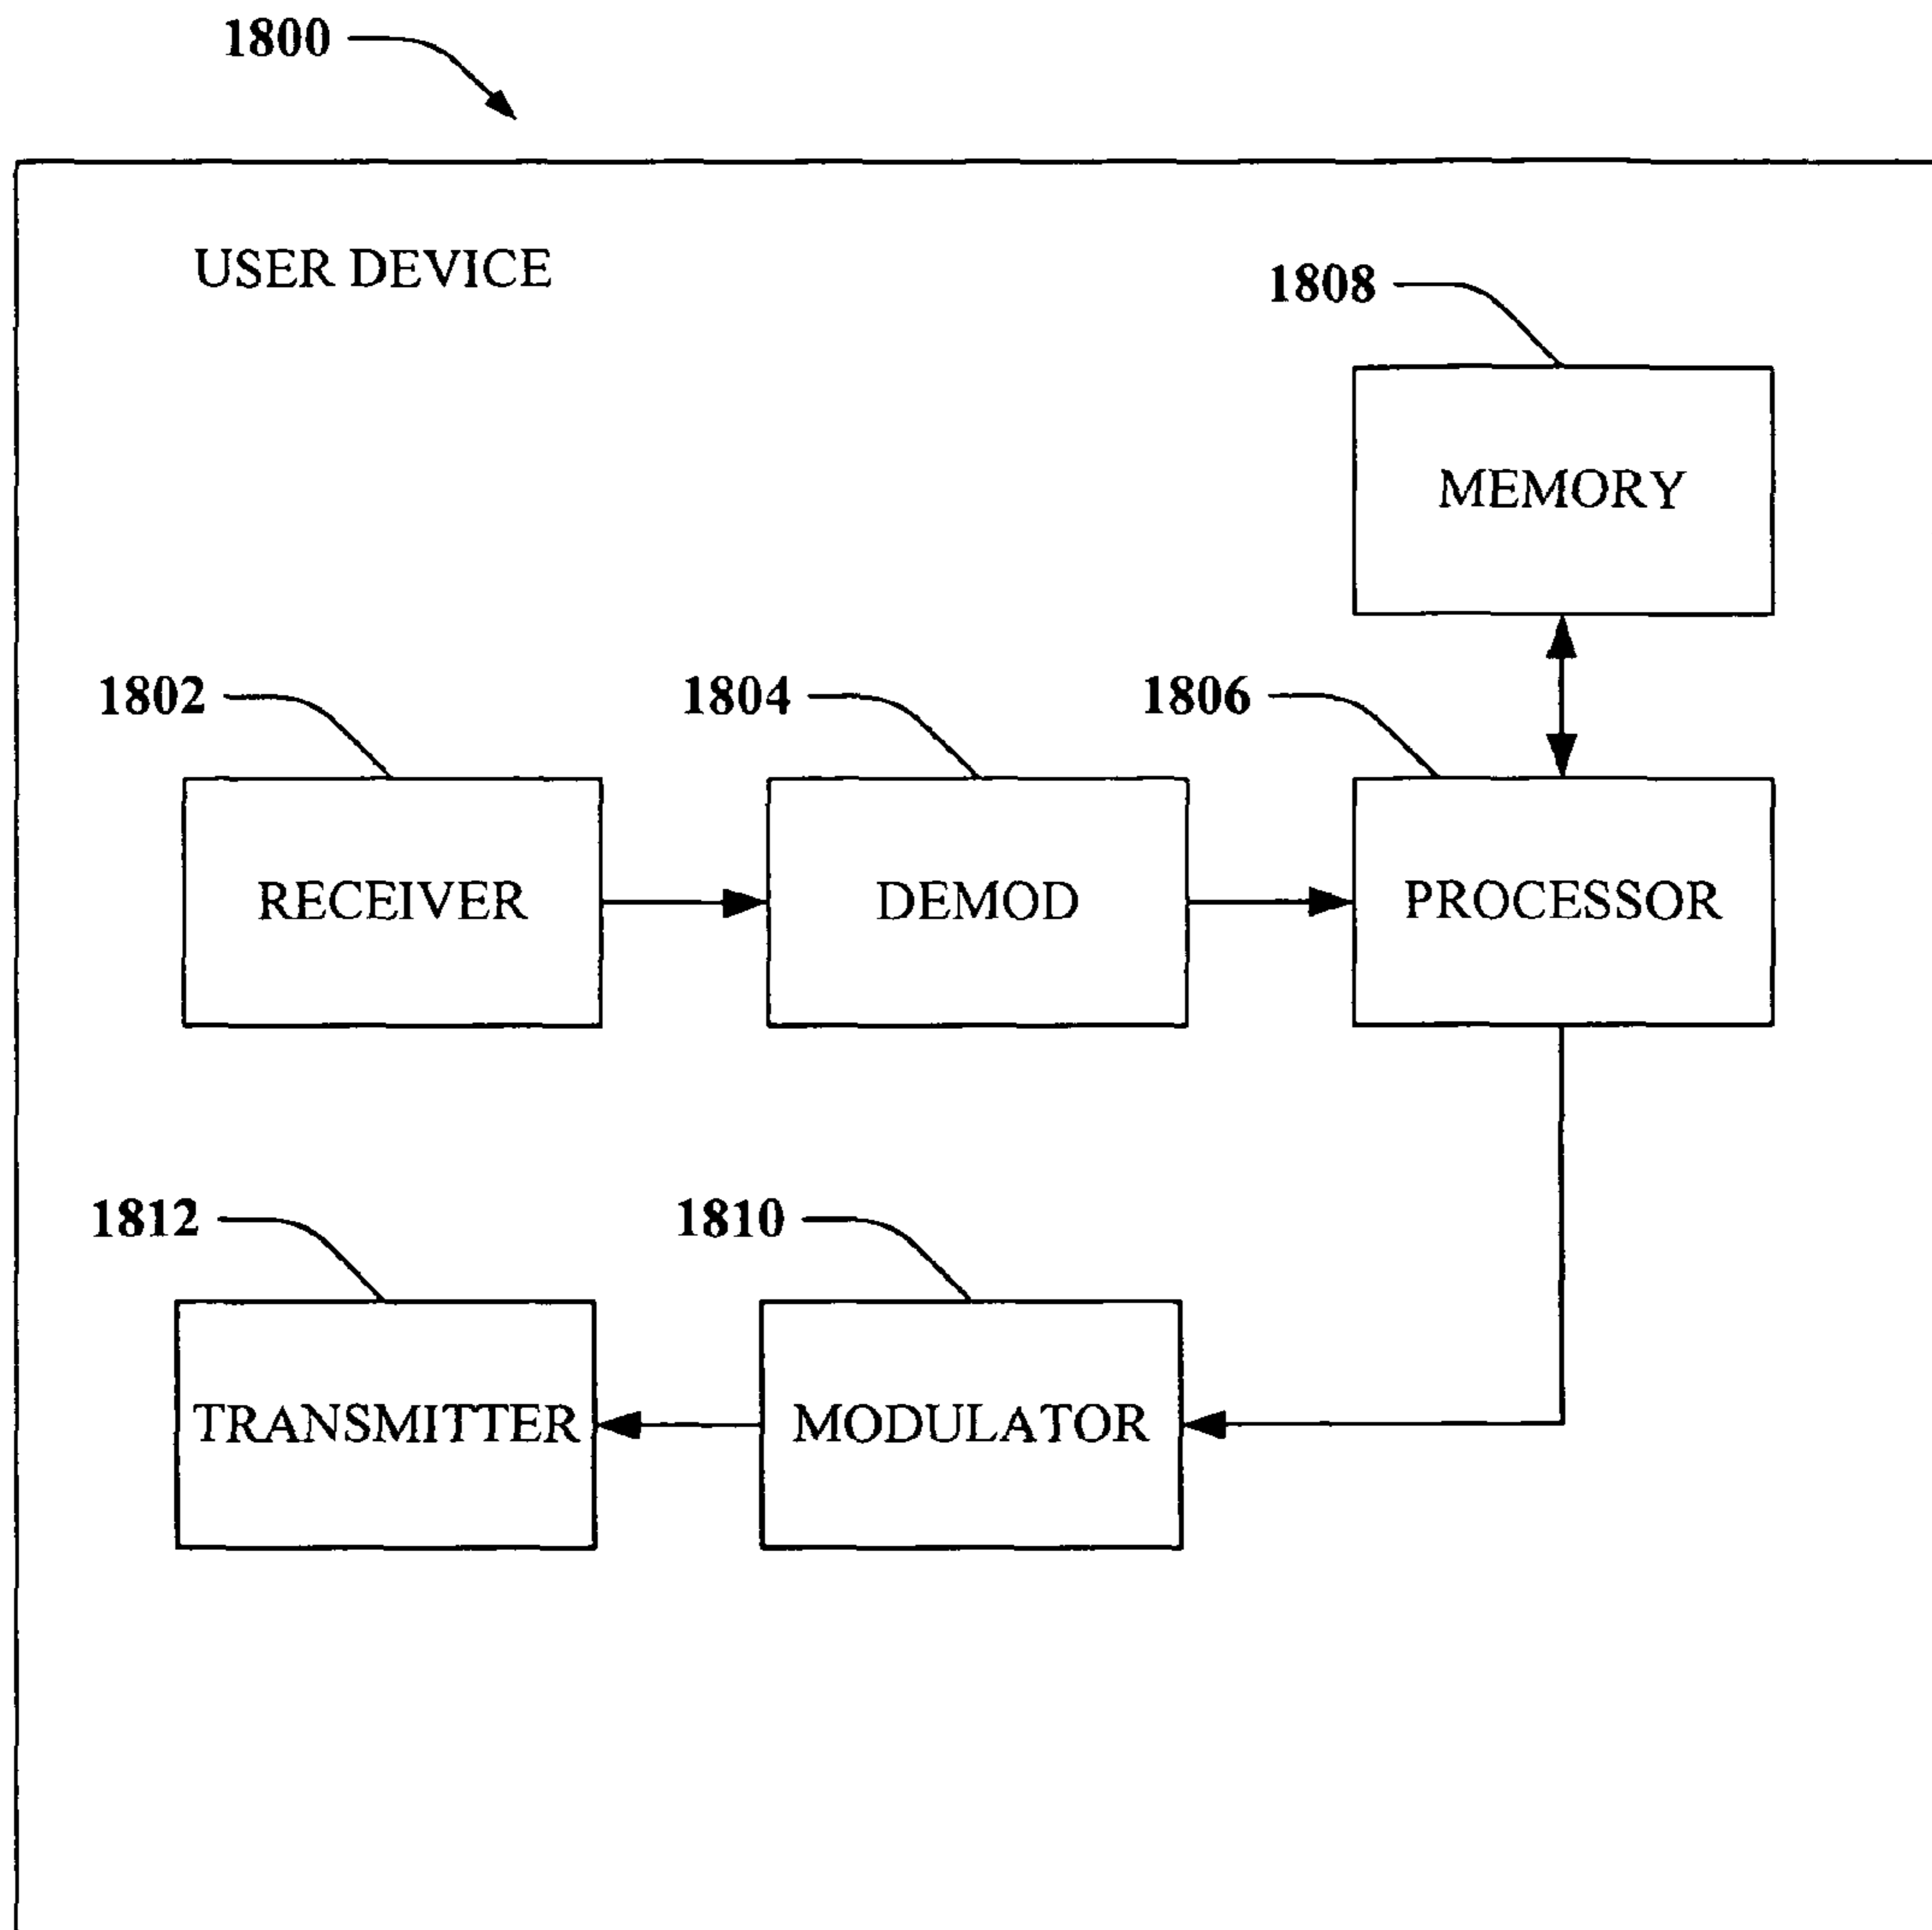 1800
USER DEVICE
1808
MEMORY
1802
1804
1806
RECEIVER
DEMOD
PROCESSOR
1812
1810
TRANSMITTER
MODULATOR